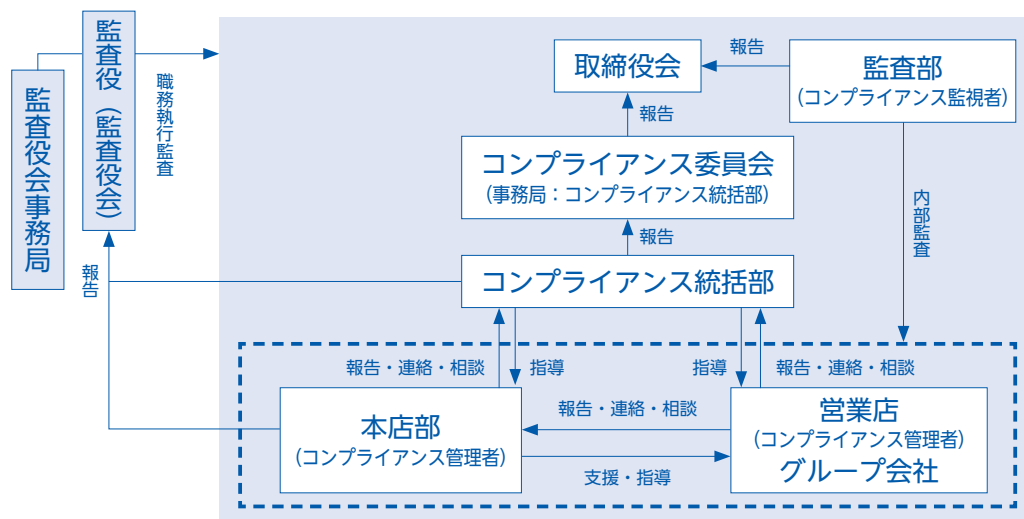 監査役会事務局
監査役（監査役会）
職務執行監査
報告
取締役会
報告
監査部
(コンプライアンス監視者)
報告
コンプライアンス委員会
(事務局：コンプライアンス統括部)
内部監査
報告
コンプライアンス統括部
報告・連絡・相談
指導
指導
報告・連絡・相談
本店部
(コンプライアンス管理者)
報告・連絡・相談
支援・指導
営業店
(コンプライアンス管理者)
グループ会社